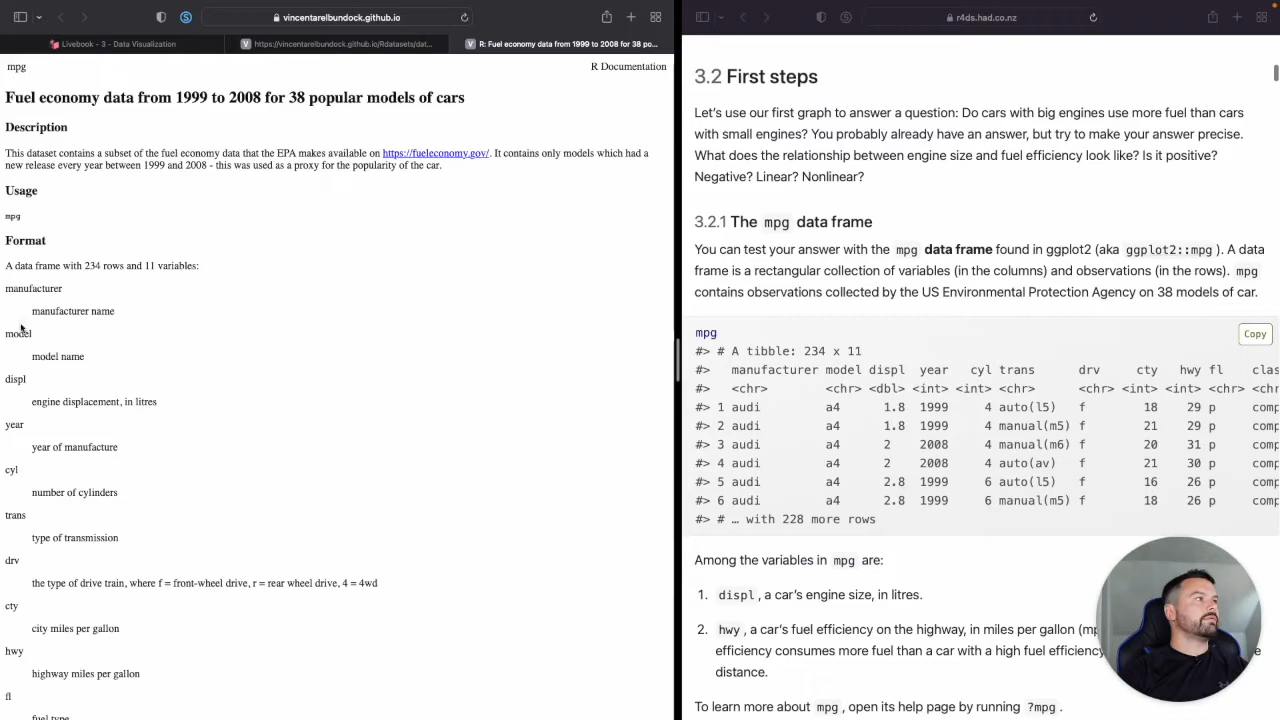 vincentarelbundock.github.io
Livebook - 3 - Data Visualization
https://vincentarelbundock.github.io/Rdatasets/dat...
R: Fuel economy data from 1999 to 2008 for 38 po...
mpg
R Documentation
Fuel economy data from 1999 to 2008 for 38 popular models of cars
Description
This dataset contains a subset of the fuel economy data that the EPA makes available on https://fueleconomy.gov/. It contains only models which had a
new release every year between 1999 and 2008 - this was used as a proxy for the popularity of the car.
Usage
mpg
Format
A data frame with 234 rows and 11 variables:
manufacturer
manufacturer name
model
model name
displ
engine displacement, in litres
year
year of manufacture
cyl
number of cylinders
trans
type of transmission
drv
the type of drive train, where f = front-wheel drive, r = rear wheel drive, 4 = 4wd
cty
city miles per gallon
hwy
highway miles per gallon
fl
fuel type
r4ds.had.co.nz
3.2 First steps
Let's use our first graph to answer a question: Do cars with big engines use more fuel than cars
with small engines? You probably already have an answer, but try to make your answer precise.
What does the relationship between engine size and fuel efficiency look like? Is it positive?
Negative? Linear? Nonlinear?
3.2.1 The mpg data frame
You can test your answer with the mpg data frame found in ggplot2 (aka ggplot2::mpg). A data
frame is a rectangular collection of variables (in the columns) and observations (in the rows). mpg
contains observations collected by the US Environmental Protection Agency on 38 models of car.
mpg
Copy
#> # A tibble: 234 x 11
#> manufacturer model displ year cyl trans drv cty hwy fl clas
#> <chr> <chr> <dbl> <int> <int> <chr> <chr> <int> <int> <chr> <chr
#> 1 audi a4 1.8 1999 4 auto(l5) f 18 29 p comp
#> 2 audi a4 1.8 1999 4 manual(m5) f 21 29 p comp
#> 3 audi a4 2 2008 4 manual(m6) f 20 31 p comp
#> 4 audi a4 2 2008 4 auto(av) f 21 30 p comp
#> 5 audi a4 2.8 1999 6 auto(l5) f 16 26 p comp
#> 6 audi a4 2.8 1999 6 manual(m5) f 18 26 p comp
#> # … with 228 more rows
Among the variables in mpg are:
1. displ, a car's engine size, in litres.
2. hwy, a car's fuel efficiency on the highway, in miles per gallon (mp
efficiency consumes more fuel than a car with a high fuel efficiency
distance.
To learn more about mpg, open its help page by running ?mpg.